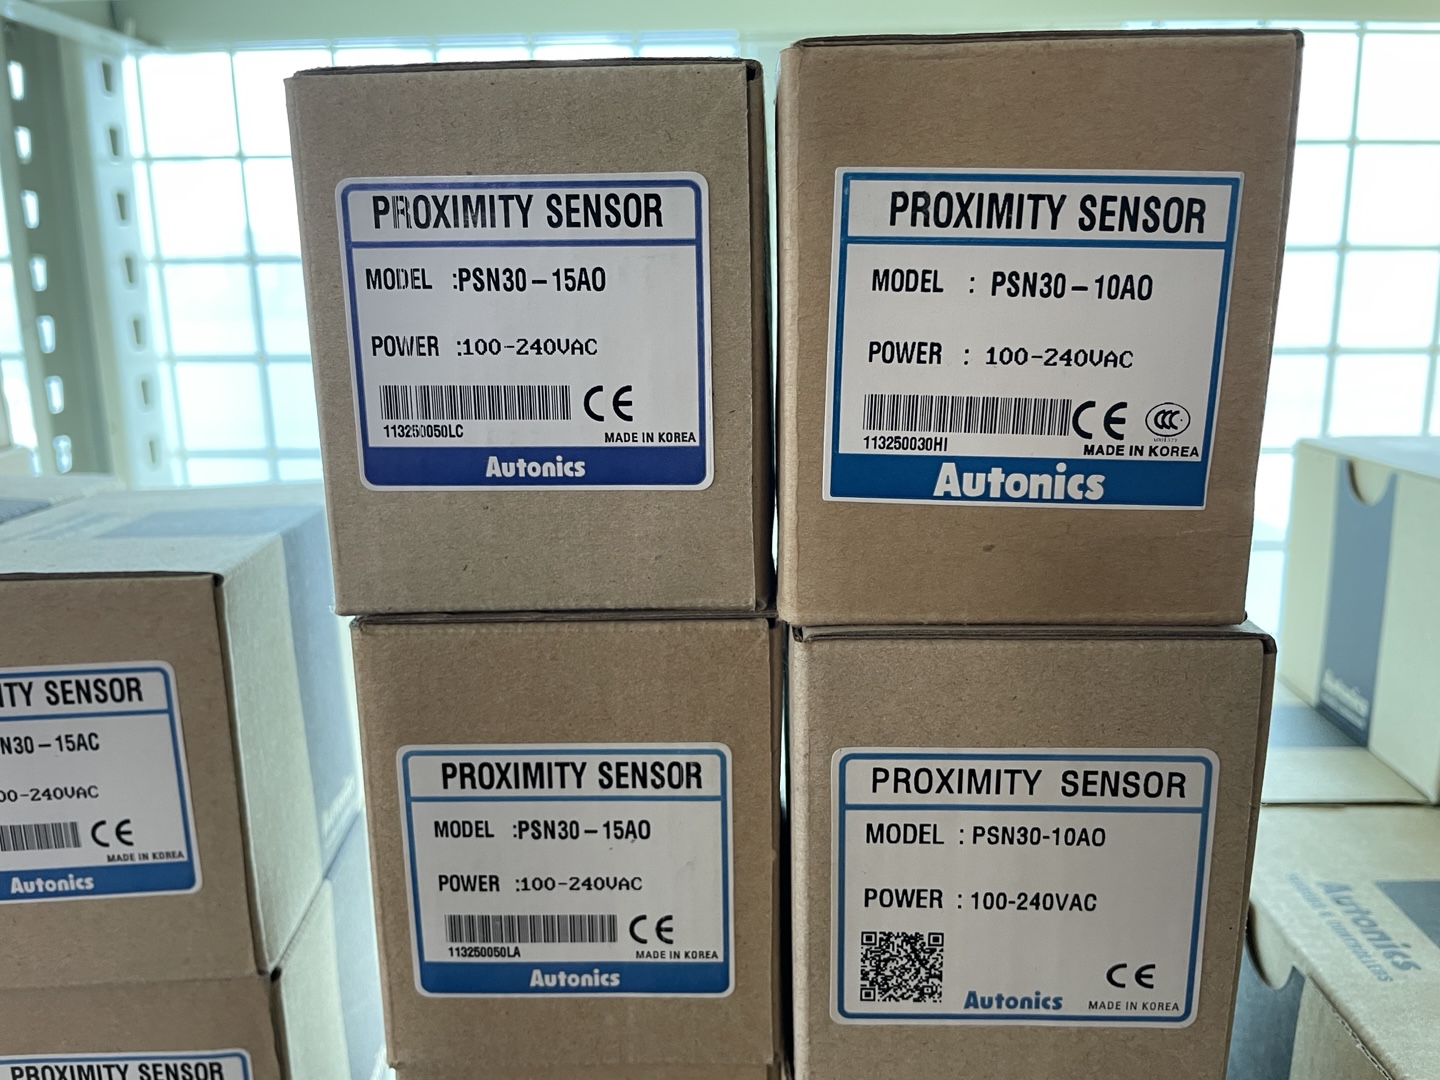 PROXIMITY SENSOR
MODEL :PSN30-15AO
POWER :100-240VAC
CE
113250050LC
MADE IN KOREA
Autonics
PROXIMITY SENSOR
MODEL : PSN30-10AO
POWER : 100-240VAC
CE CCC
113250030HI
MADE IN KOREA
Autonics
ITY SENSOR
N30-15AC
00-240VAC
CE
MADE IN KOREA
Autonics
PROXIMITY SENSOR
MODEL :PSN30-15AO
POWER :100-240VAC
CE
113250050LA
MADE IN KOREA
Autonics
PROXIMITY SENSOR
MODEL : PSN30-10AO
POWER : 100-240VAC
CE
Autonics MADE IN KOREA
PROXIMITY SENSOR
Autonics
Autonics